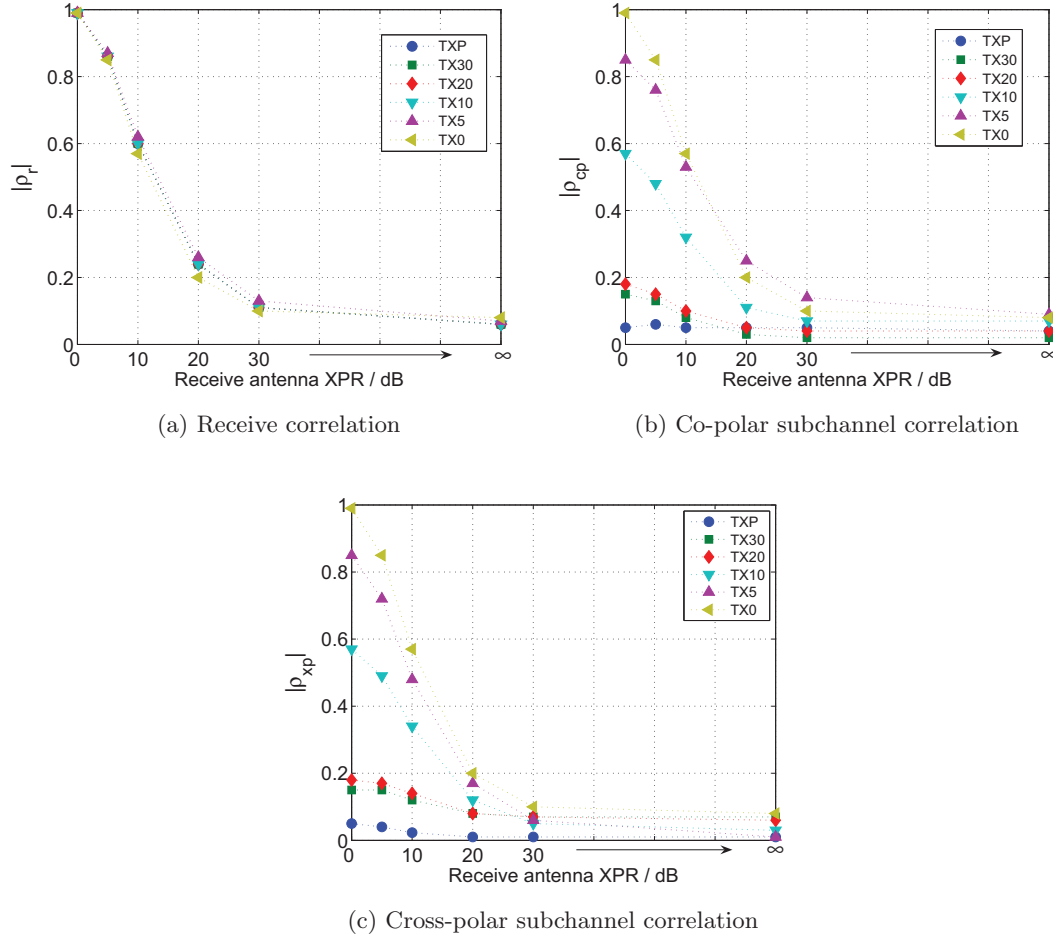 1
0.8
0.6
0.4
0.2
0
|ρr|
TXP
TX30
TX20
TX10
TX5
TX0
0 10 20 30 ∞
Receive antenna XPR / dB
(a) Receive correlation
1
0.8
0.6
0.4
0.2
0
|ρcp|
TXP
TX30
TX20
TX10
TX5
TX0
0 10 20 30 ∞
Receive antenna XPR / dB
(b) Co-polar subchannel correlation
1
0.8
0.6
0.4
0.2
0
|ρxp|
TXP
TX30
TX20
TX10
TX5
TX0
0 10 20 30 ∞
Receive antenna XPR / dB
(c) Cross-polar subchannel correlation